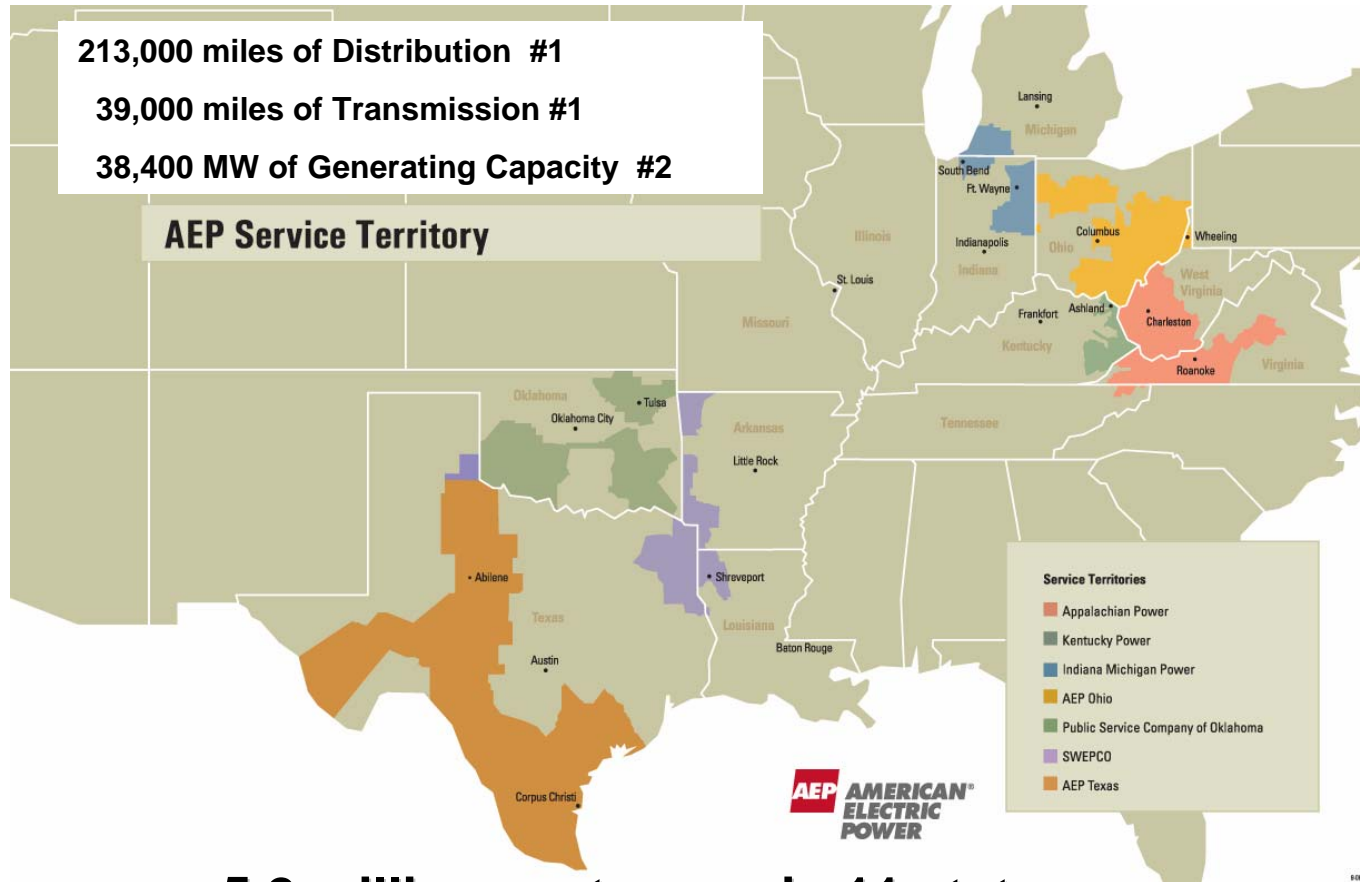 213,000 miles of Distribution #1
39,000 miles of Transmission #1
38,400 MW of Generating Capacity #2
AEP Service Territory
Lansing
Michigan
South Bend
Ft. Wayne
Illinois
Indianapolis
Indiana
Columbus
Ohio
Wheeling
West
Virginia
St. Louis
Missouri
Frankfort
Ashland
Kentucky
Charleston
Roanoke
Virginia
Oklahoma
Tulsa
Oklahoma City
Arkansas
Little Rock
Tennessee
Abilene
Texas
Shreveport
Louisiana
Baton Rouge
Austin
Corpus Christi
Service Territories
Appalachian Power
Kentucky Power
Indiana Michigan Power
AEP Ohio
Public Service Company of Oklahoma
SWEPCO
AEP Texas
AEP AMERICAN®
ELECTRIC
POWER